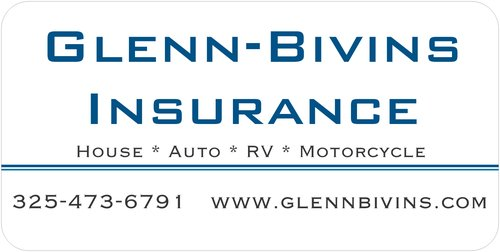 Glenn-Bivins
Insurance
House * Auto * RV * Motorcycle
325-473-6791 www.glennbivins.com